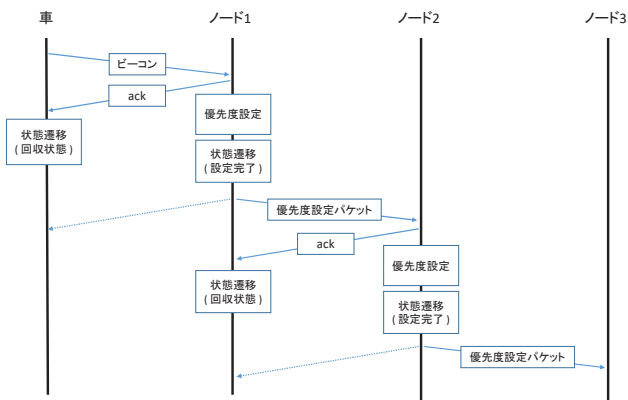 車
ノード1
ノード2
ノード3
ビーコン
ack
優先度設定
状態遷移
( 回収状態 )
状態遷移
( 設定完了 )
優先度設定パケット
ack
優先度設定
状態遷移
( 回収状態 )
状態遷移
( 設定完了 )
優先度設定パケット